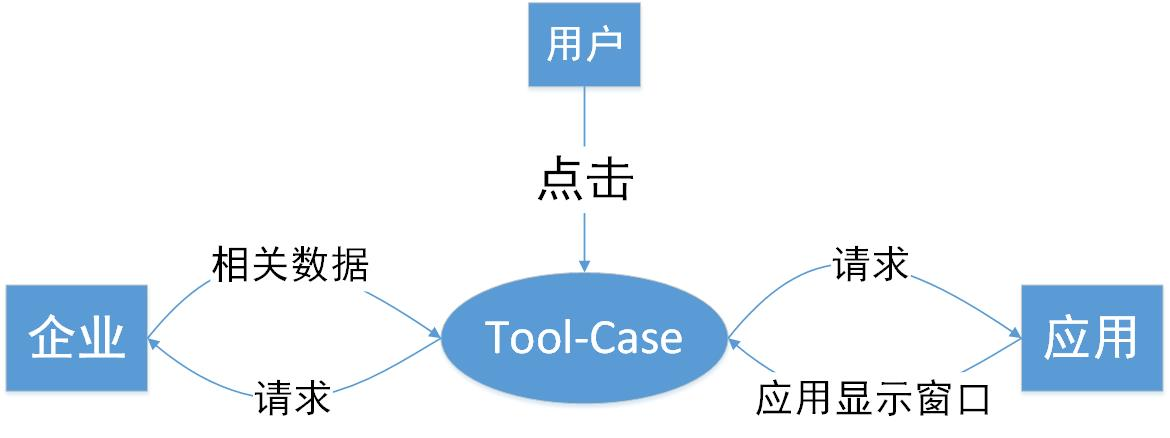 用户
点击
相关数据
请求
企业
Tool-Case
应用
请求
应用显示窗口